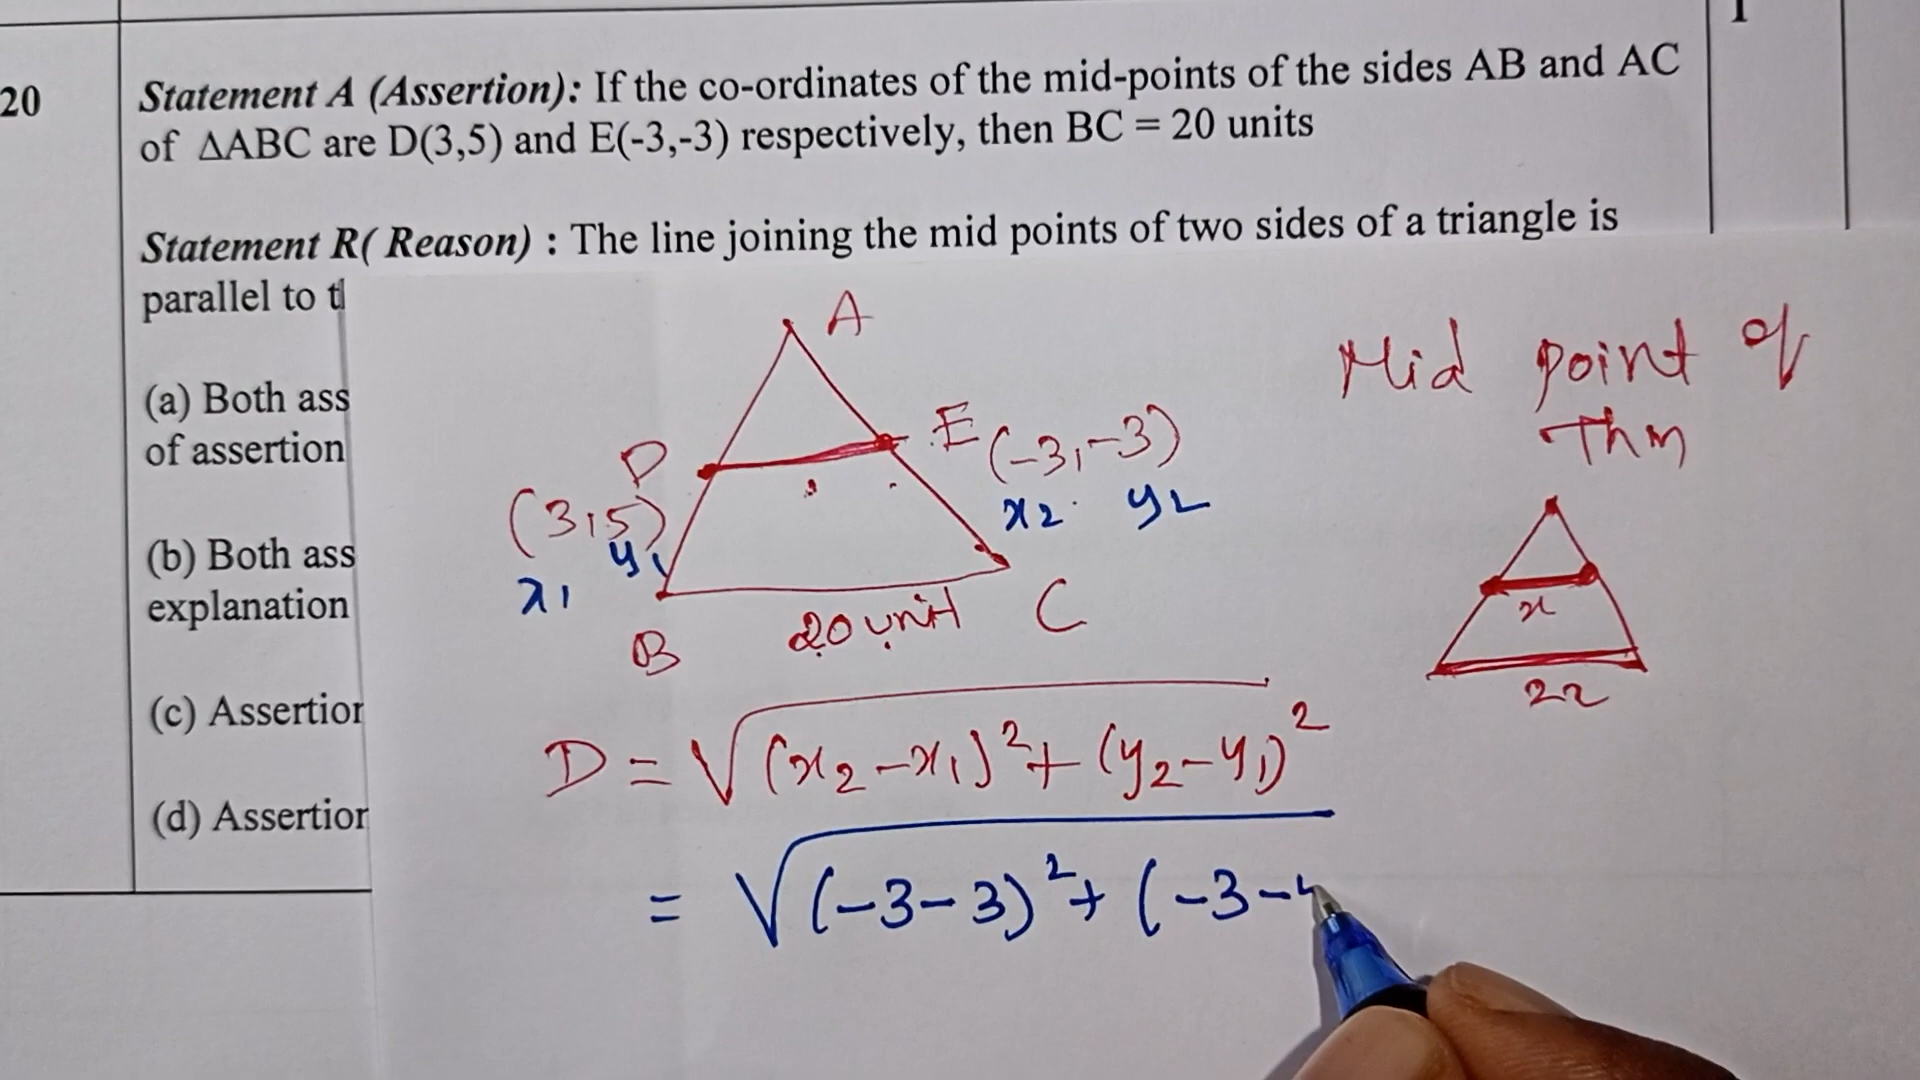 1
20
Statement A (Assertion): If the co-ordinates of the mid-points of the sides AB and AC
of ΔABC are D(3,5) and E(-3,-3) respectively, then BC = 20 units
Statement R( Reason) : The line joining the mid points of two sides of a triangle is
parallel to
(a) Both ass
of assertion
(b) Both ass
explanation
(c) Assertion
(d) Assertion
A
D
(3,5)
x1 y1
E (-3,-3)
x2 y2
B
20 unit
C
Mid point of
Thm
x
2x
D = √(x2-x1)²+(y2-y1)²
= √(-3-3)²+(-3-